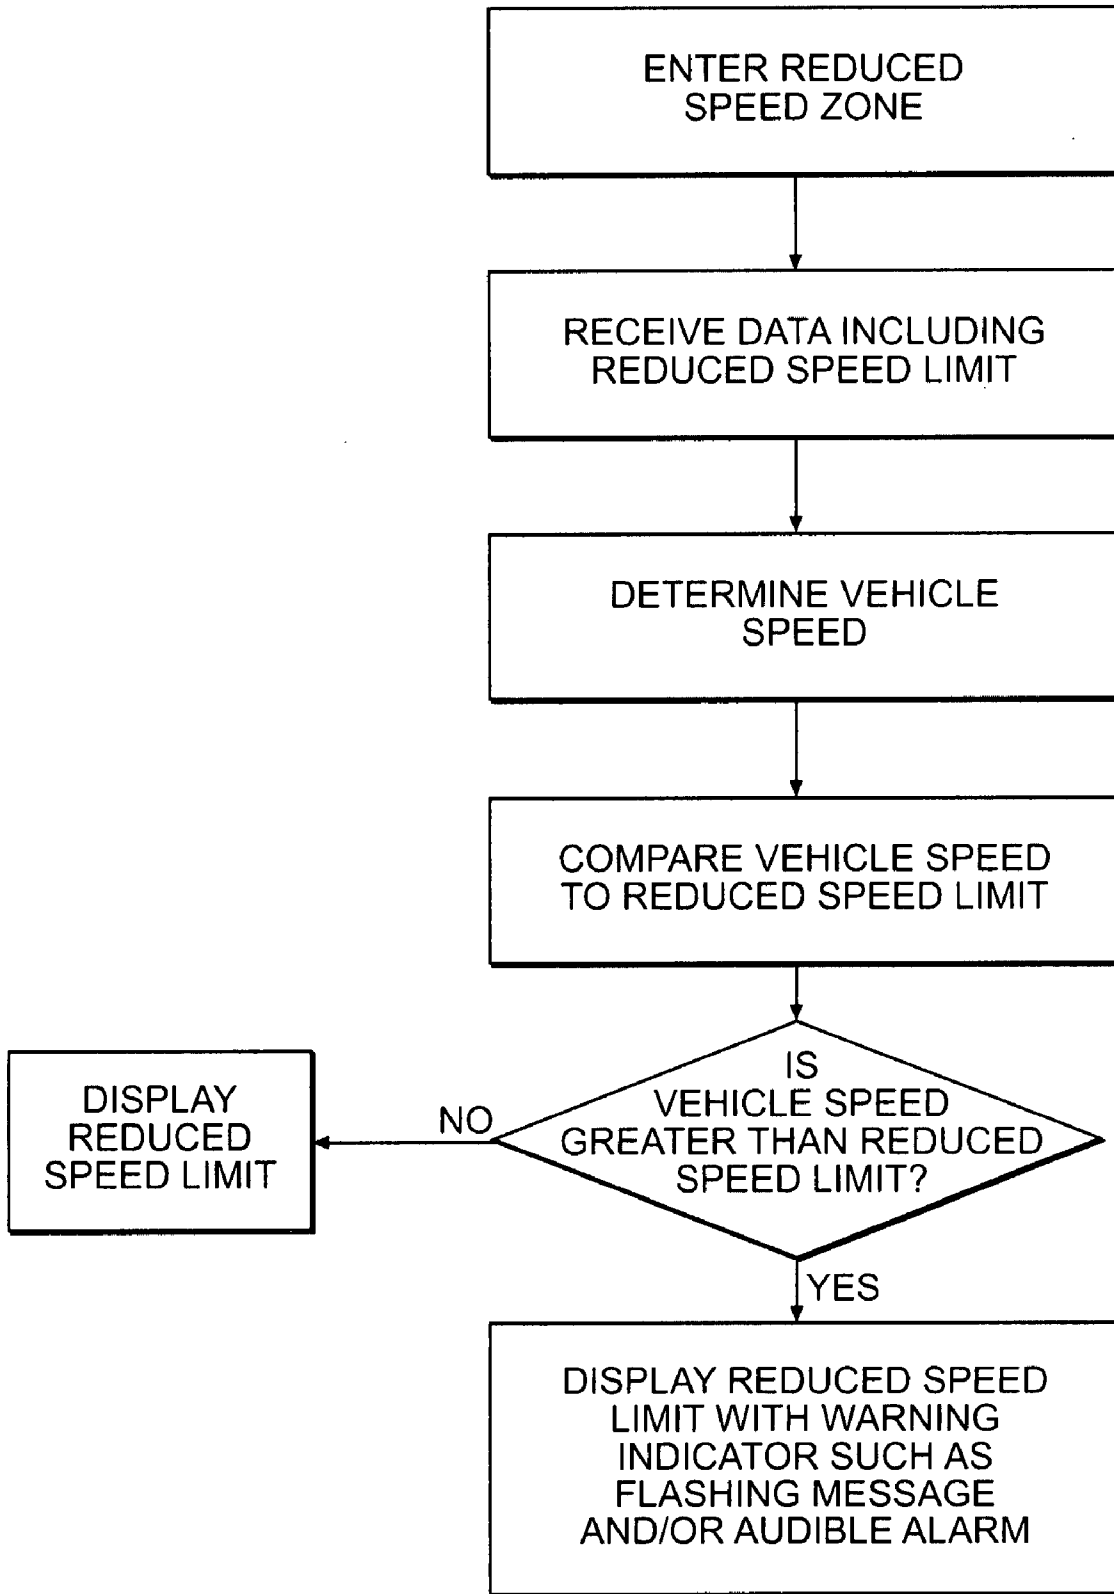 ENTER REDUCED
SPEED ZONE
RECEIVE DATA INCLUDING
REDUCED SPEED LIMIT
DETERMINE VEHICLE
SPEED
COMPARE VEHICLE SPEED
TO REDUCED SPEED LIMIT
IS
VEHICLE SPEED
GREATER THAN REDUCED
SPEED LIMIT?
NO
DISPLAY
REDUCED
SPEED LIMIT
YES
DISPLAY REDUCED SPEED
LIMIT WITH WARNING
INDICATOR SUCH AS
FLASHING MESSAGE
AND/OR AUDIBLE ALARM